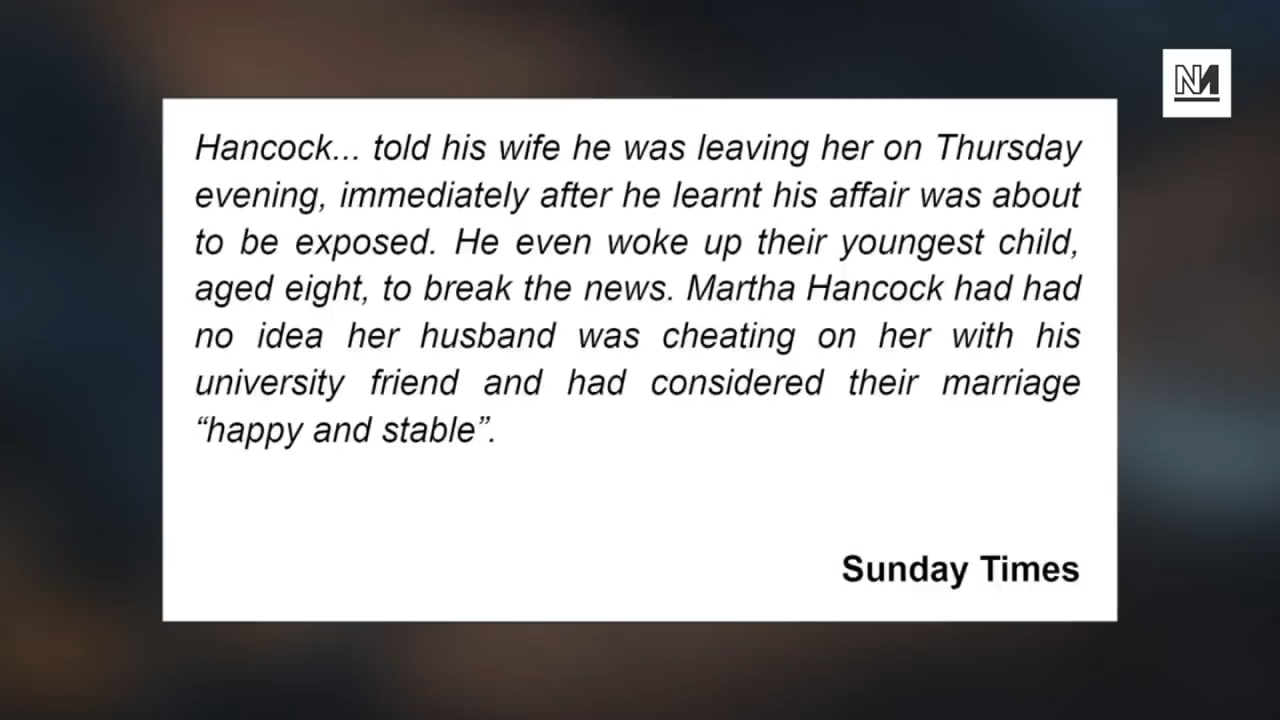 Hancock... told his wife he was leaving her on Thursday
evening, immediately after he learnt his affair was about
to be exposed. He even woke up their youngest child,
aged eight, to break the news. Martha Hancock had had
no idea her husband was cheating on her with his
university friend and had considered their marriage
“happy and stable”.
Sunday Times
NM